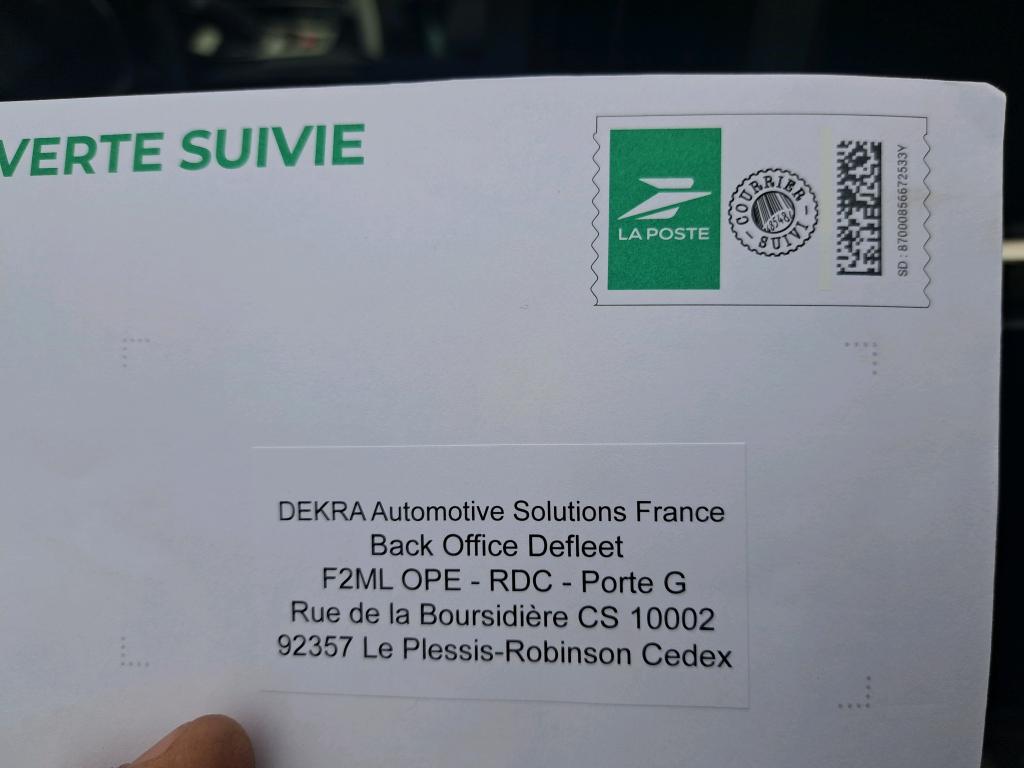 VERTE SUIVIE
LA POSTE
COURRIER
SUIVI
SD : 87000856672533Y
DEKRA Automotive Solutions France
Back Office Defleet
F2ML OPE - RDC - Porte G
Rue de la Boursidière CS 10002
92357 Le Plessis-Robinson Cedex